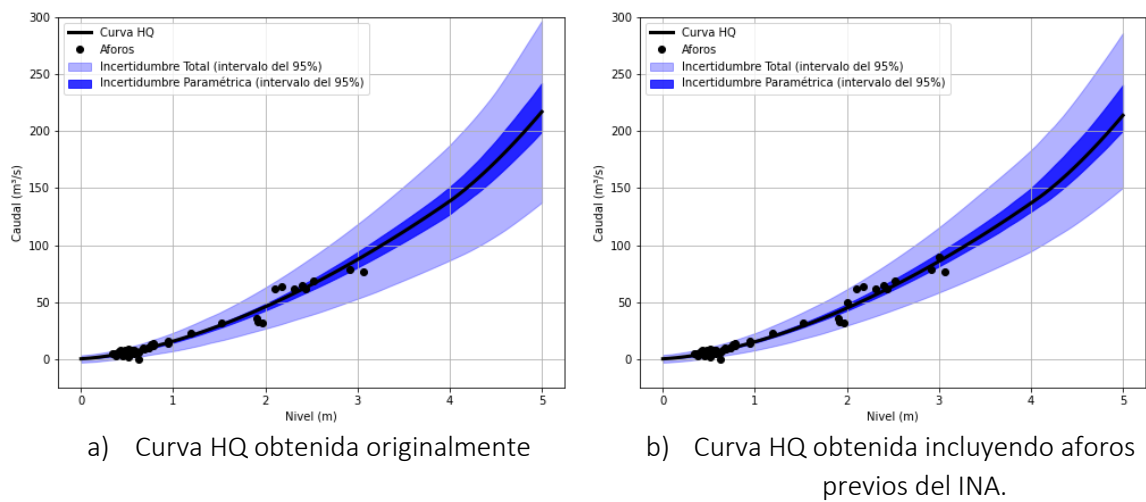 300
250
200
150
100
50
0
Caudal (m³/s)
0 1 2 3 4 5
Nivel (m)
Curva HQ
Aforos
Incertidumbre Total (intervalo del 95%)
Incertidumbre Paramétrica (intervalo del 95%)
a) Curva HQ obtenida originalmente
300
250
200
150
100
50
0
Caudal (m³/s)
0 1 2 3 4 5
Nivel (m)
Curva HQ
Aforos
Incertidumbre Total (intervalo del 95%)
Incertidumbre Paramétrica (intervalo del 95%)
b) Curva HQ obtenida incluyendo aforos
previos del INA.